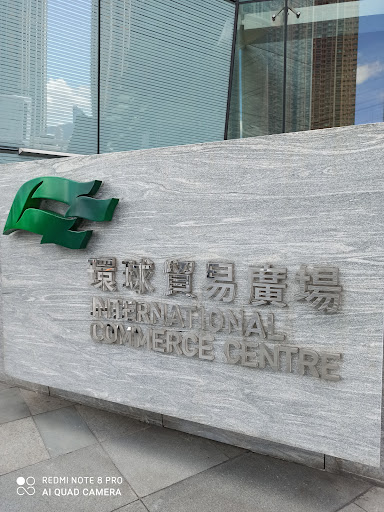 環球貿易廣場
INTERNATIONAL
COMMERCE CENTRE
REDMI NOTE 8 PRO
AI QUAD CAMERA